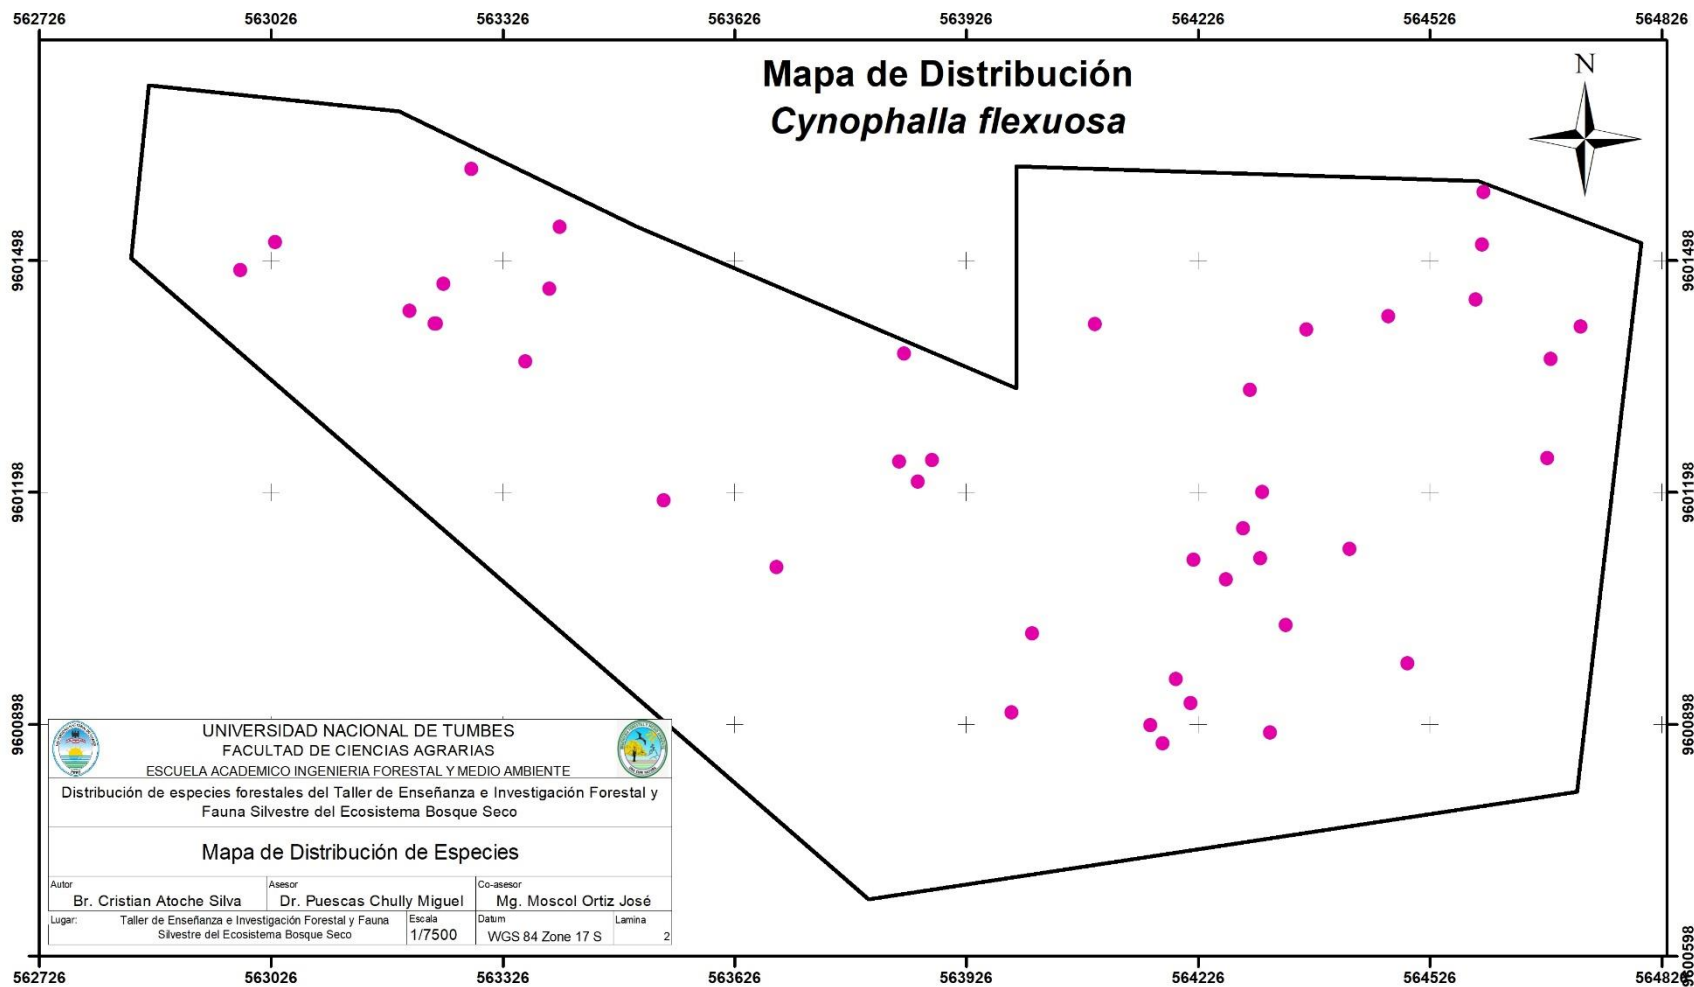 562726 563026 563326 563626 563926 564226 564526 564826
Mapa de Distribución
Cynophalla flexuosa
N
9601498 9601498
9601198 9601198
9600898 9600898
9600598
UNIVERSIDAD NACIONAL DE TUMBES
FACULTAD DE CIENCIAS AGRARIAS
ESCUELA ACADEMICO INGENIERIA FORESTAL Y MEDIO AMBIENTE
Distribución de especies forestales del Taller de Enseñanza e Investigación Forestal y
Fauna Silvestre del Ecosistema Bosque Seco
Mapa de Distribución de Especies
Autor
Br. Cristian Atoche Silva
Asesor
Dr. Puescas Chully Miguel
Co-asesor
Mg. Moscol Ortiz José
Lugar:
Taller de Enseñanza e Investigación Forestal y Fauna
Silvestre del Ecosistema Bosque Seco
Escala
1/7500
Datum
WGS 84 Zone 17 S
Lamina
2
562726 563026 563326 563626 563926 564226 564526 564826